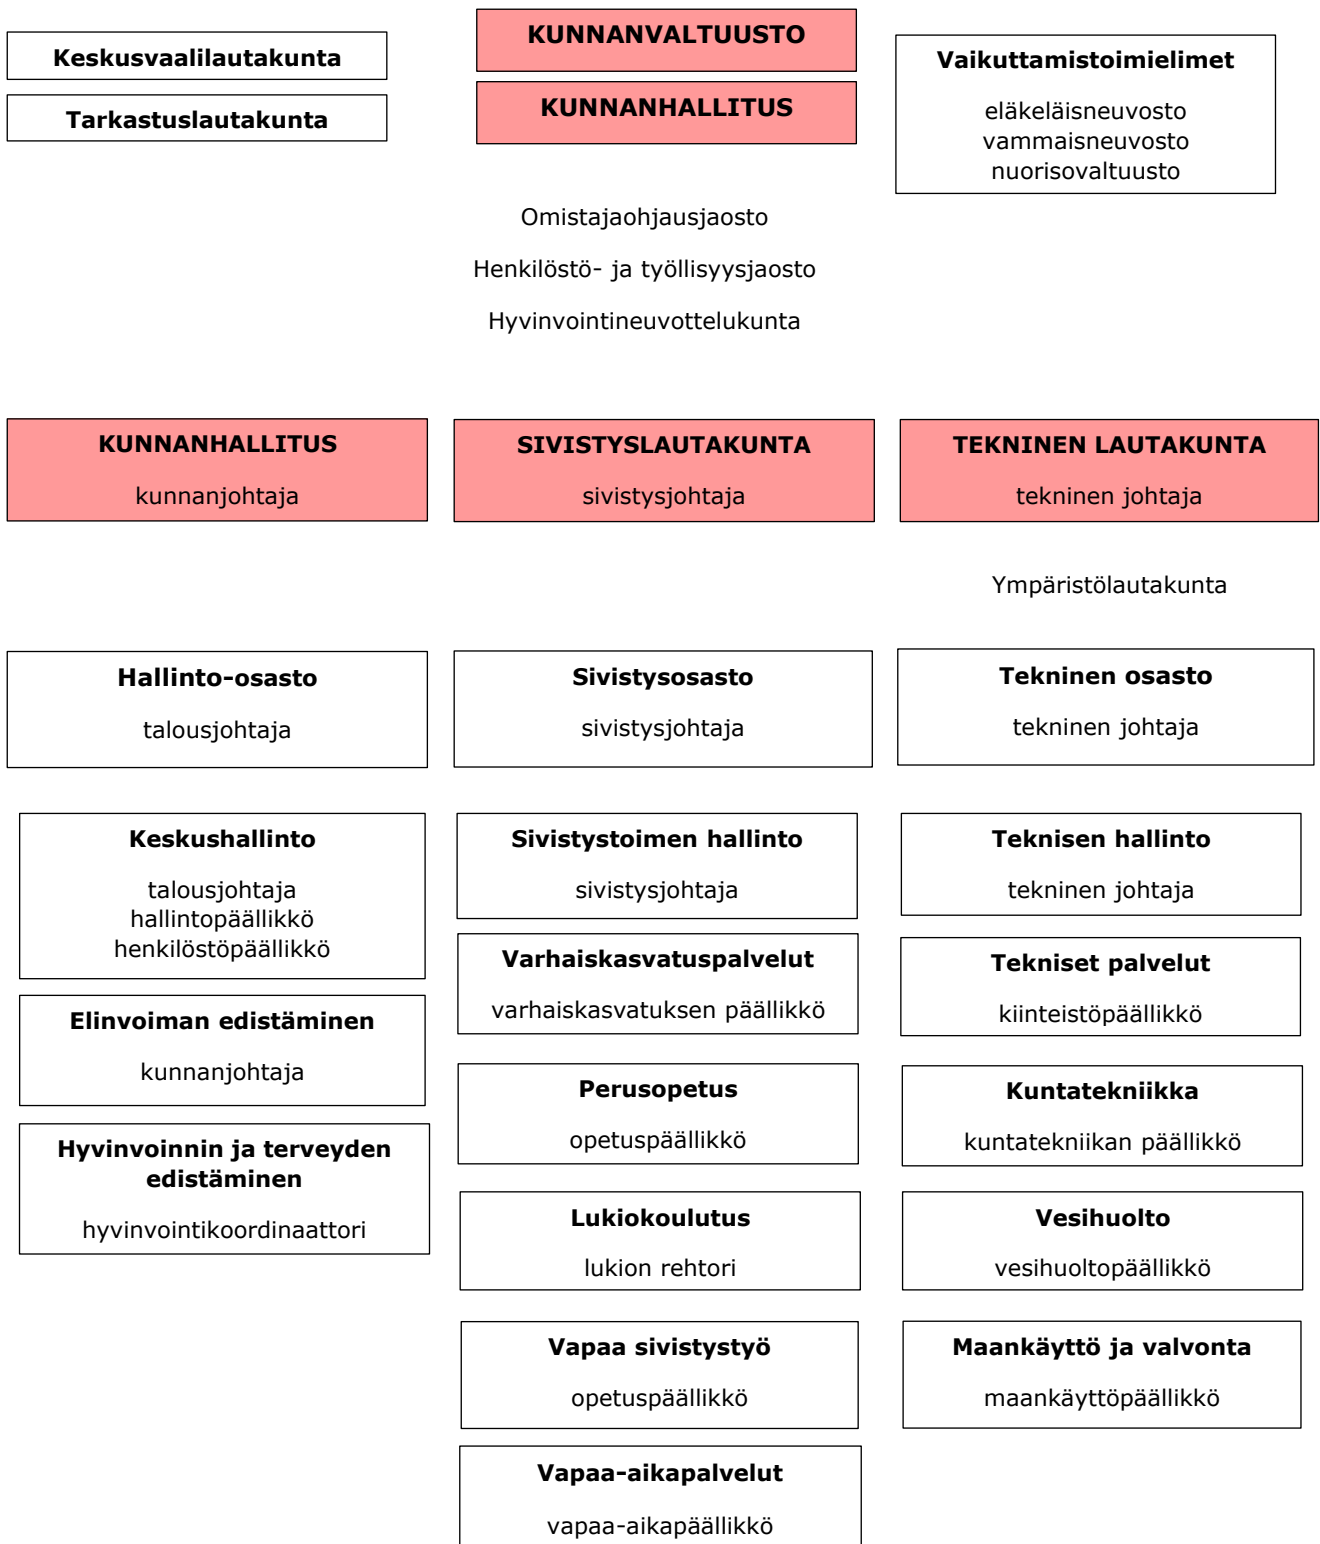 Keskusvaalilautakunta
Tarkastuslautakunta
KUNNANVALTUUSTO
KUNNANHALLITUS
Vaikuttamistoimielimet
eläkeläisneuvosto
vammaisneuvosto
nuorisovaltuusto
Omistajaohjausjaosto
Henkilöstö- ja työllisyysjaosto
Hyvinvointineuvottelukunta
KUNNANHALLITUS
kunnanjohtaja
SIVISTYSLAUTAKUNTA
sivistysjohtaja
TEKNINEN LAUTAKUNTA
tekninen johtaja
Ympäristölautakunta
Hallinto-osasto
talousjohtaja
Sivistysosasto
sivistysjohtaja
Tekninen osasto
tekninen johtaja
Keskushallinto
talousjohtaja
hallintopäällikkö
henkilöstöpäällikkö
Elinvoiman edistäminen
kunnanjohtaja
Hyvinvoinnin ja terveyden
edistäminen
hyvinvointikoordinaattori
Sivistystoimen hallinto
sivistysjohtaja
Varhaiskasvatuspalvelut
varhaiskasvatuksen päällikkö
Perusopetus
opetuspäällikkö
Lukiokoulutus
lukion rehtori
Vapaa sivistystyö
opetuspäällikkö
Vapaa-aikapalvelut
vapaa-aikapäällikkö
Teknisen hallinto
tekninen johtaja
Tekniset palvelut
kiinteistöpäällikkö
Kuntatekniikka
kuntatekniikan päällikkö
Vesihuolto
vesihuoltopäällikkö
Maankäyttö ja valvonta
maankäyttöpäällikkö